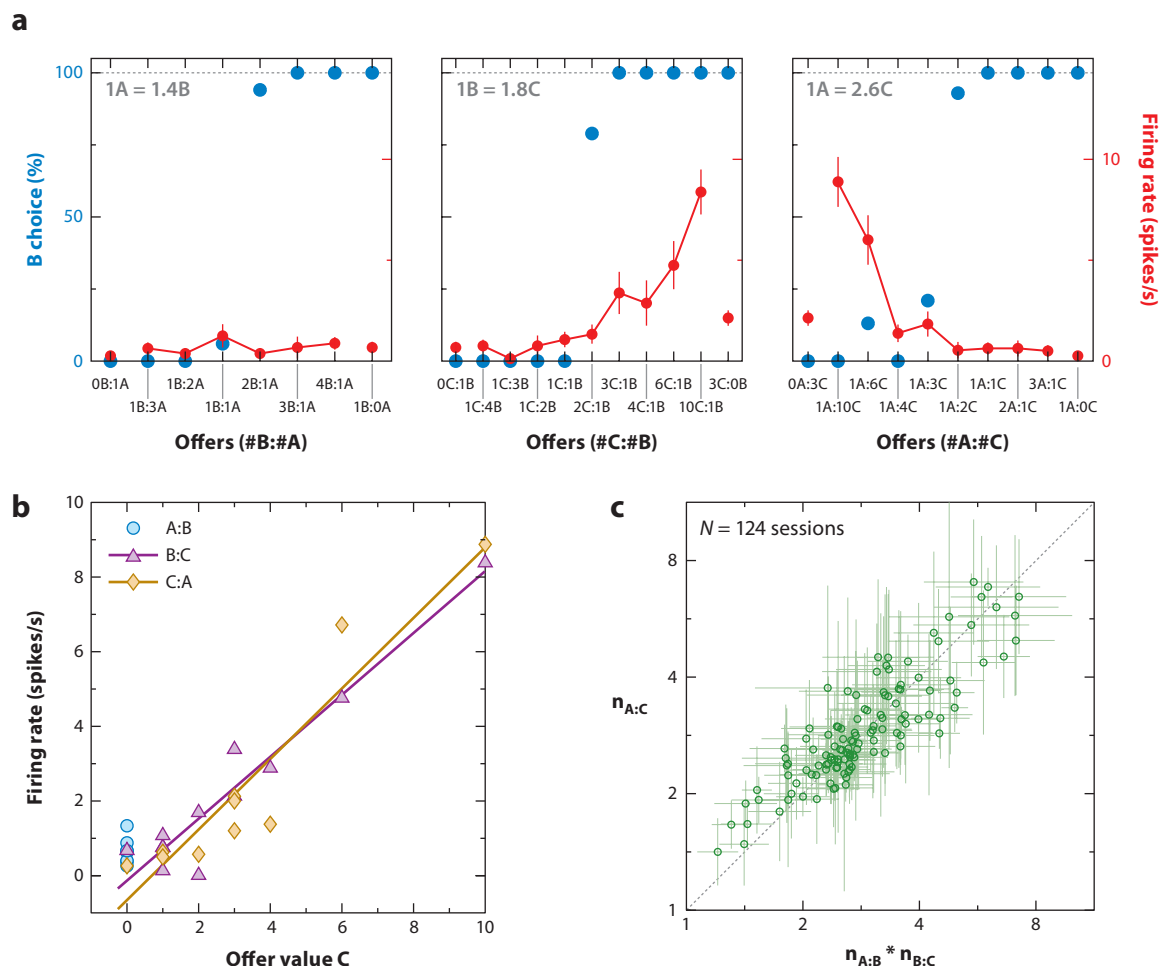 a
1A = 1.4B
1B = 1.8C
1A = 2.6C
B choice (%)
100
50
0
Firing rate (spikes/s)
10
0
0B:1A
1B:3A
1B:2A
1B:1A
2B:1A
3B:1A
4B:1A
1B:0A
Offers (#B:#A)
0C:1B
1C:4B
1C:3B
1C:2B
1C:1B
2C:1B
3C:1B
4C:1B
6C:1B
10C:1B
3C:0B
Offers (#C:#B)
0A:3C
1A:10C
1A:6C
1A:4C
1A:3C
1A:2C
1A:1C
2A:1C
3A:1C
1A:0C
Offers (#A:#C)
b
A:B
B:C
C:A
Firing rate (spikes/s)
10
8
6
4
2
0
0 2 4 6 8 10
Offer value C
c
N = 124 sessions
n A:C
8
4
2
1
1 2 4 8
n A:B * n B:C